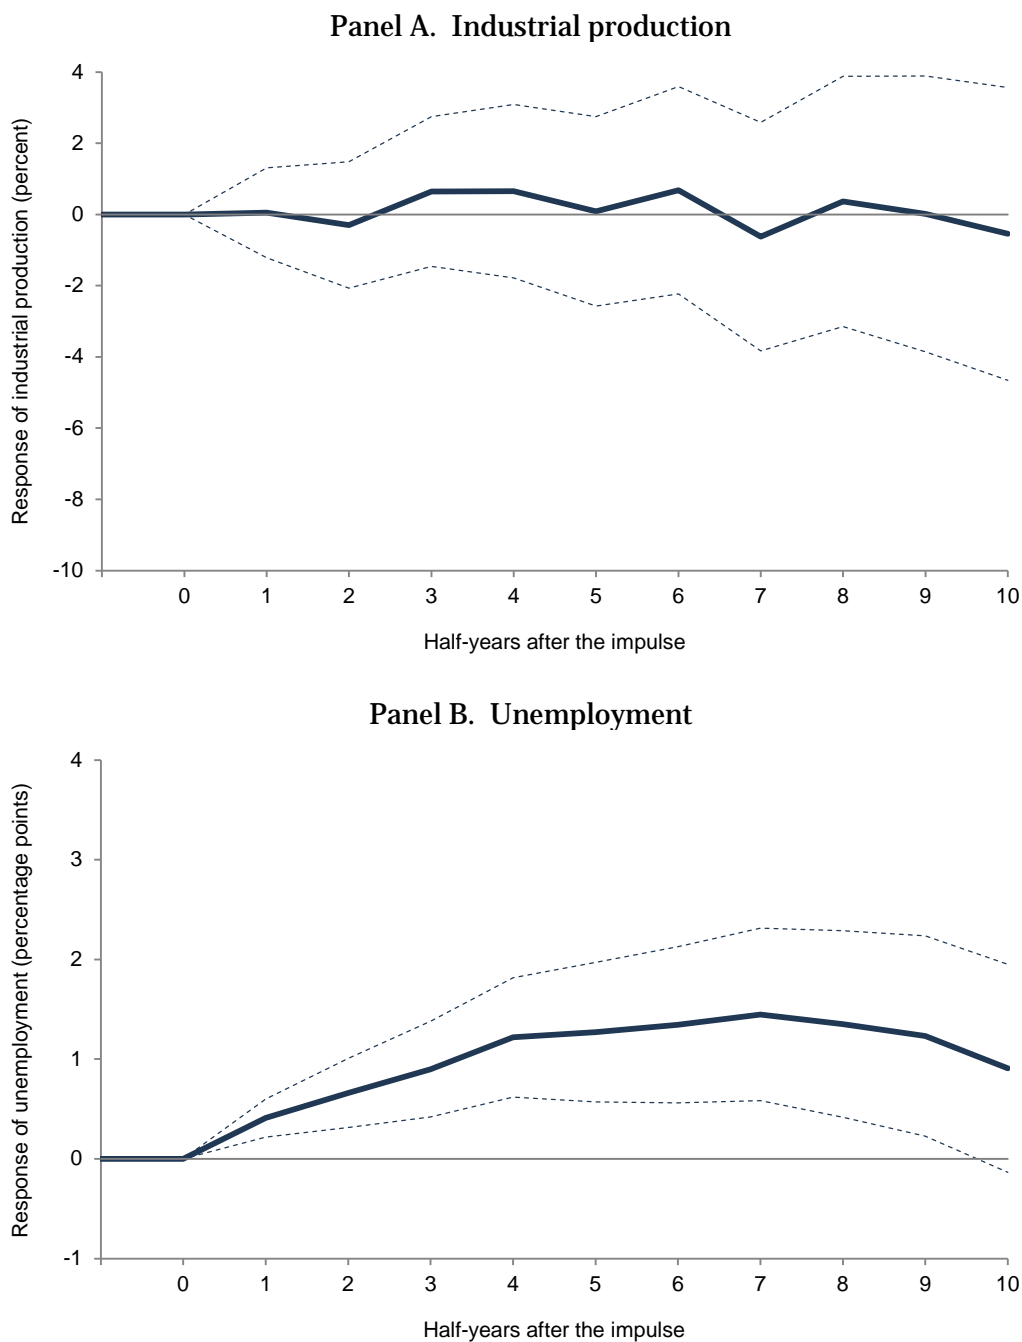 Panel A. Industrial production
Response of industrial production (percent)
4
2
0
-2
-4
-6
-8
-10
0 1 2 3 4 5 6 7 8 9 10
Half-years after the impulse
Panel B. Unemployment
Response of unemployment (percentage points)
4
3
2
1
0
-1
0 1 2 3 4 5 6 7 8 9 10
Half-years after the impulse